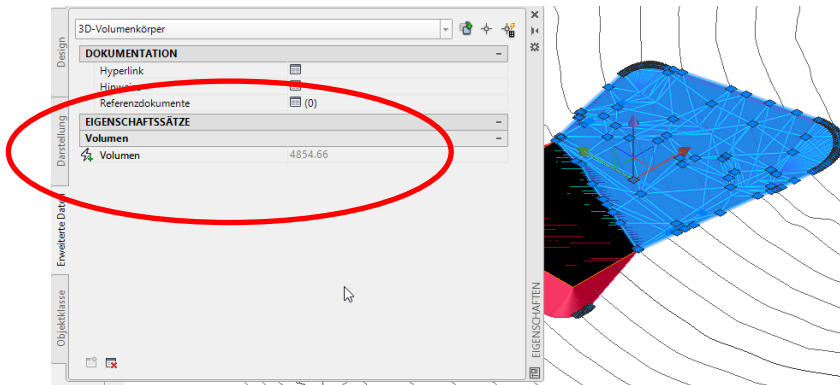 3D-Volumenkörper
DOKUMENTATION
Hyperlink
Hinweise
Referenzdokumente (0)
EIGENSCHAFTSSÄTZE
Volumen
Volumen 4854.66
Design
Darstellung
Erweiterte Daten
Objektklasse
EIGENSCHAFTEN